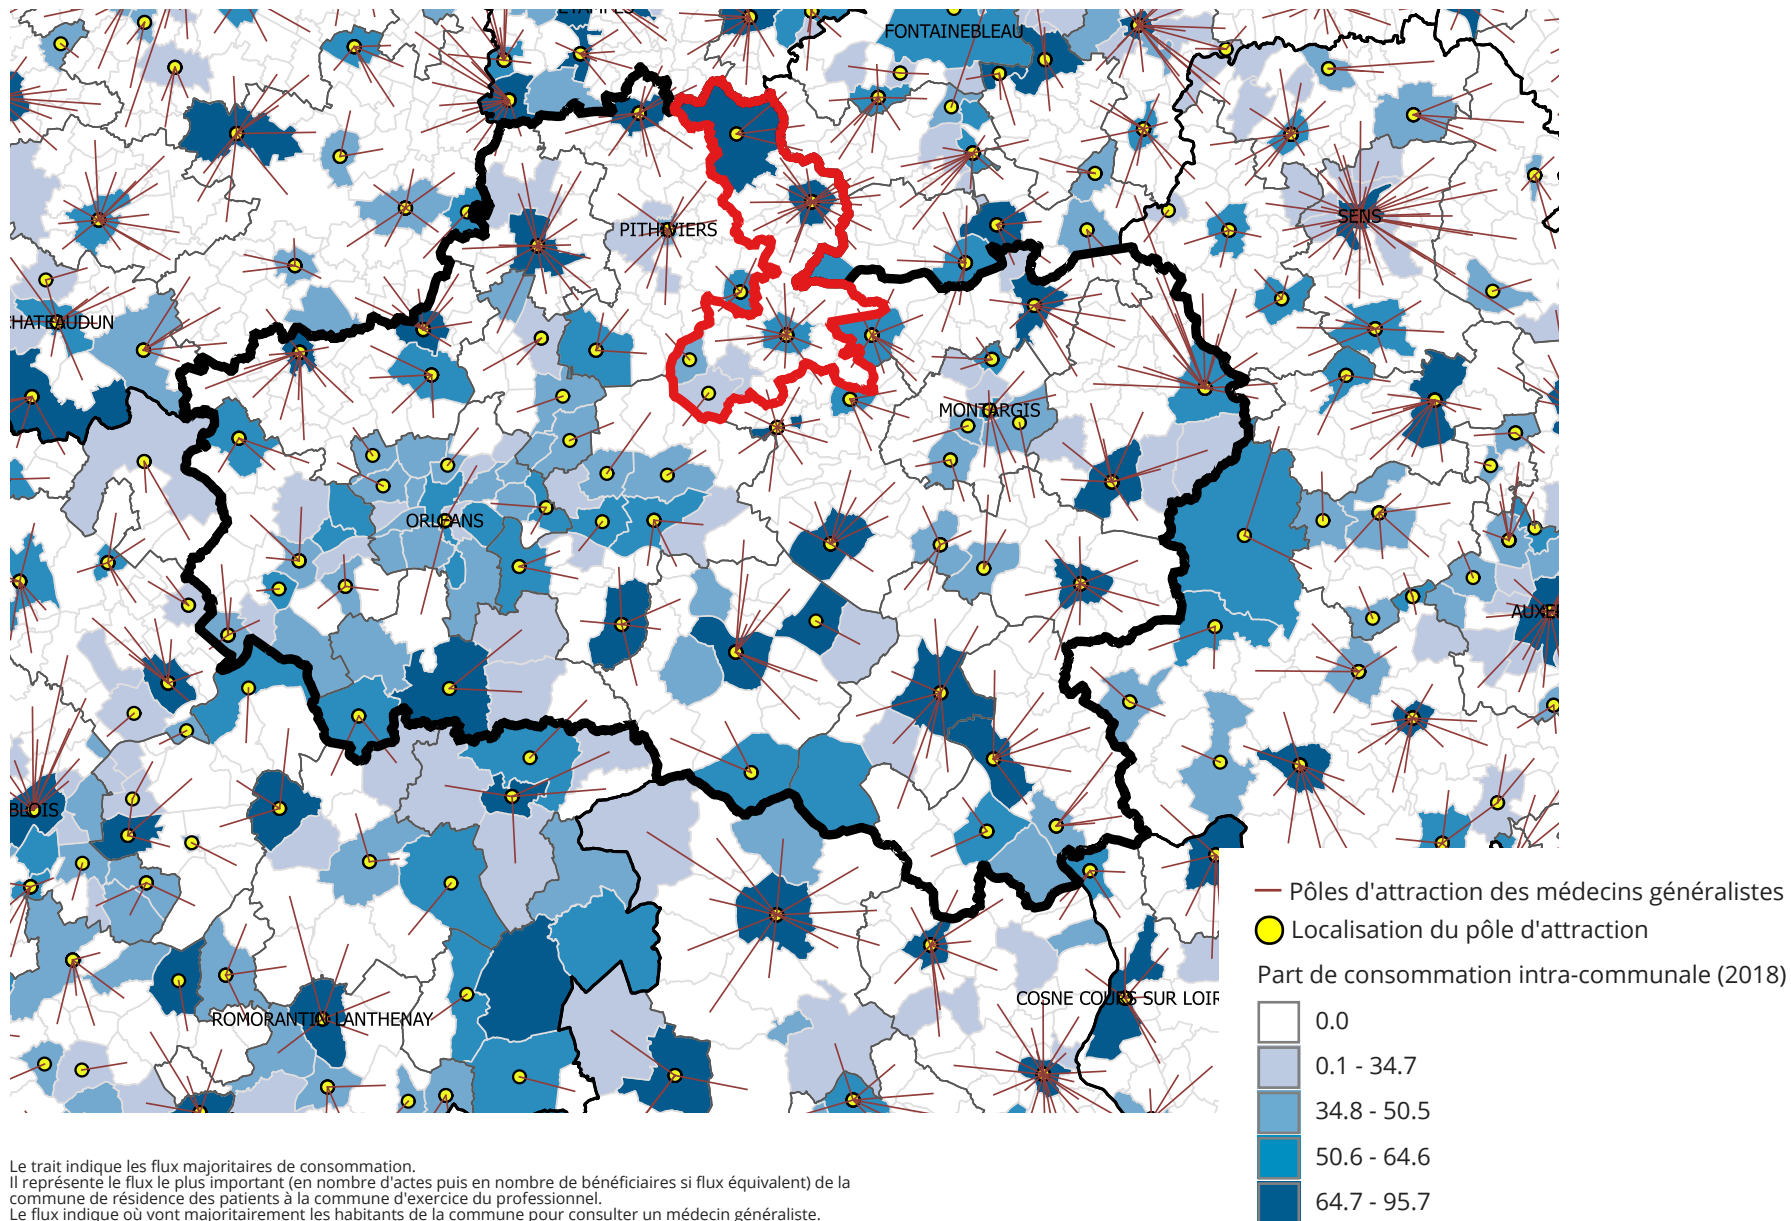 FONTAINEBLEAU
PITHIVIERS
SENS
MONTARGIS
ORLEANS
BLOIS
ROMORANTIN LANTHENAY
COSNE COURS SUR LOIR
Pôles d'attraction des médecins généralistes
Localisation du pôle d'attraction
Part de consommation intra-communale (2018)
0.0
0.1 - 34.7
34.8 - 50.5
50.6 - 64.6
64.7 - 95.7
Le trait indique les flux majoritaires de consommation.
Il représente le flux le plus important (en nombre d'actes puis en nombre de bénéficiaires si flux équivalent) de la
commune de résidence des patients à la commune d'exercice du professionnel.
Le flux indique où vont majoritairement les habitants de la commune pour consulter un médecin généraliste.